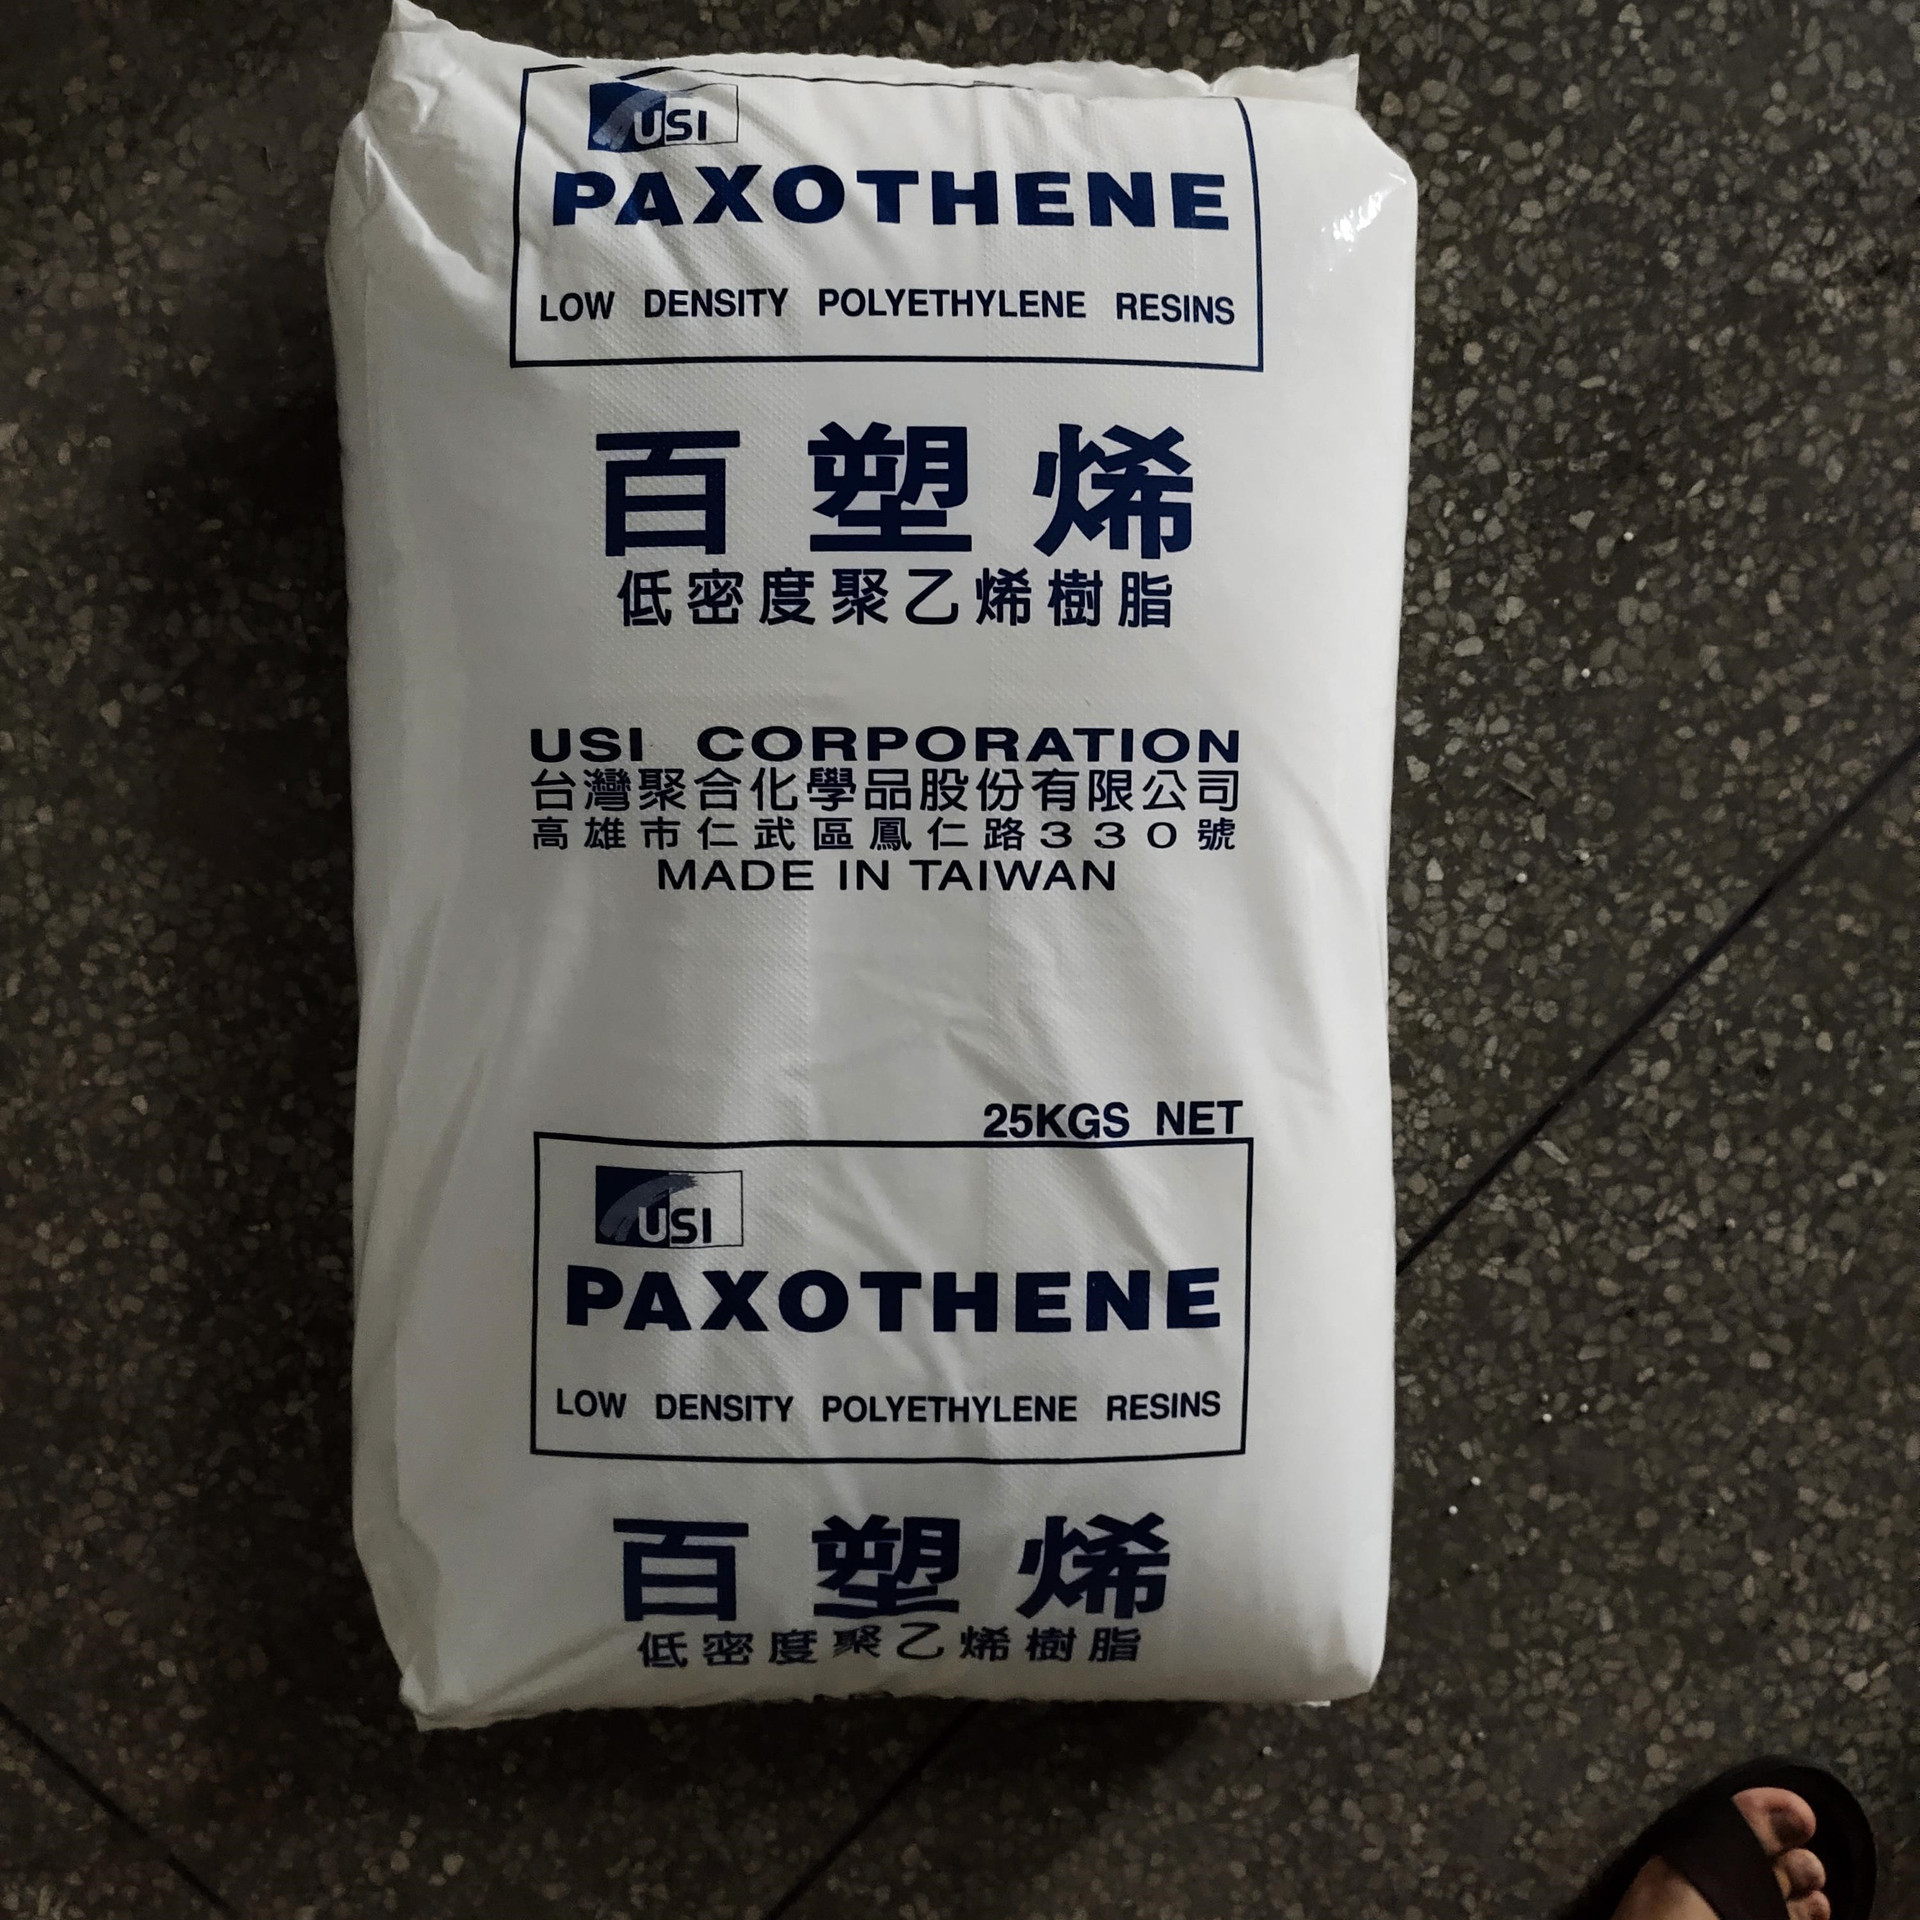 USI
PAXOTHENE
LOW DENSITY POLYETHYLENE RESINS
百塑烯
低密度聚乙烯樹脂
USI CORPORATION
台灣聚合化學品股份有限公司
高雄市仁武區鳳仁路330號
MADE IN TAIWAN
25KGS NET
USI
PAXOTHENE
LOW DENSITY POLYETHYLENE RESINS
百塑烯
低密度聚乙烯樹脂